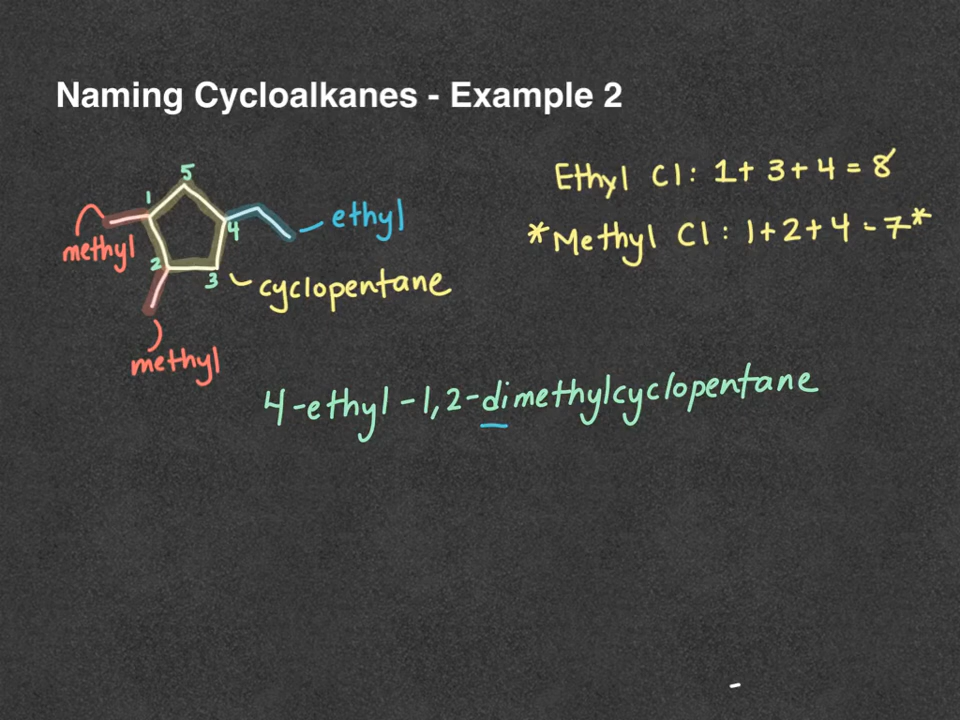 Naming Cycloalkanes - Example 2
Ethyl C1: 1+3+4=8
*Methyl C1: 1+2+4=7*
5
1
4
2
3
methyl
ethyl
cyclopentane
methyl
4-ethyl-1,2-dimethylcyclopentane